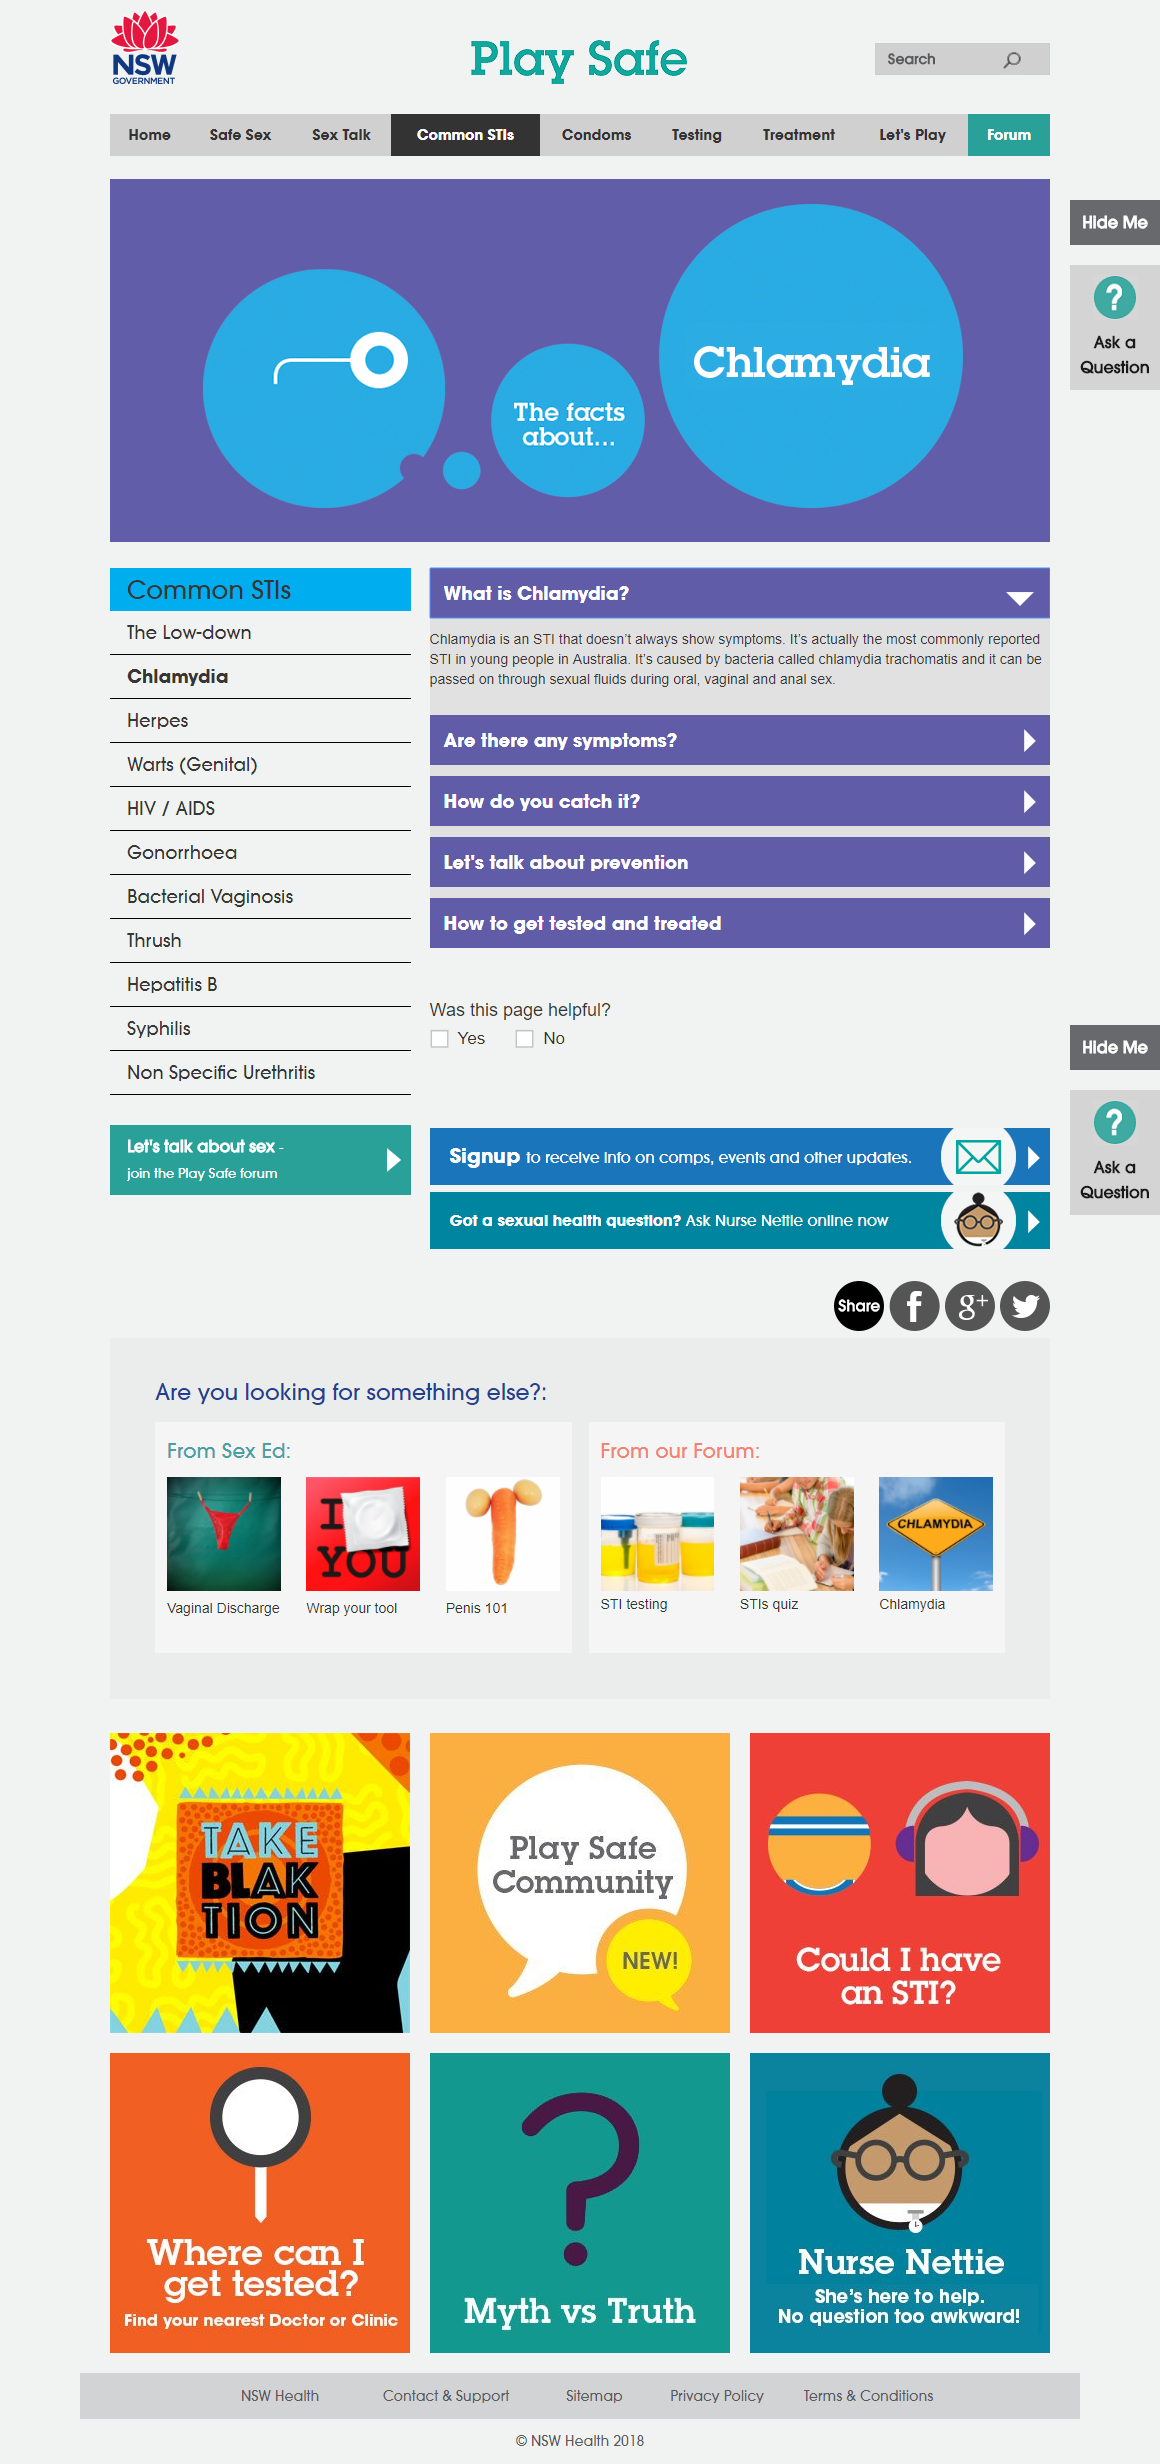 NSW
GOVERNMENT
Play Safe
Search
Home
Safe Sex
Sex Talk
Common STIs
Condoms
Testing
Treatment
Let's Play
Forum
Hide Me
?
Ask a
Question
The facts
about...
Chlamydia
Common STIs
The Low-down
Chlamydia
Herpes
Warts (Genital)
HIV / AIDS
Gonorrhoea
Bacterial Vaginosis
Thrush
Hepatitis B
Syphilis
Non Specific Urethritis
What is Chlamydia?
Chlamydia is an STI that doesn't always show symptoms. It's actually the most commonly reported
STI in young people in Australia. It's caused by bacteria called chlamydia trachomatis and it can be
passed on through sexual fluids during oral, vaginal and anal sex.
Are there any symptoms?
How do you catch it?
Let's talk about prevention
How to get tested and treated
Was this page helpful?
Yes
No
Hide Me
?
Ask a
Question
Let's talk about sex -
join the Play Safe forum
Signup to receive info on comps, events and other updates.
Got a sexual health question? Ask Nurse Nettie online now
Share
f
g+
Are you looking for something else?:
From Sex Ed:
I
YOU
Vaginal Discharge
Wrap your tool
Penis 101
From our Forum:
CHLAMYDIA
STI testing
STIs quiz
Chlamydia
TAKE
BLAK
TION
Play Safe
Community
NEW!
Could I have
an STI?
Where can I
get tested?
Find your nearest Doctor or Clinic
?
Myth vs Truth
Nurse Nettie
She's here to help.
No question too awkward!
NSW Health
Contact & Support
Sitemap
Privacy Policy
Terms & Conditions
© NSW Health 2018